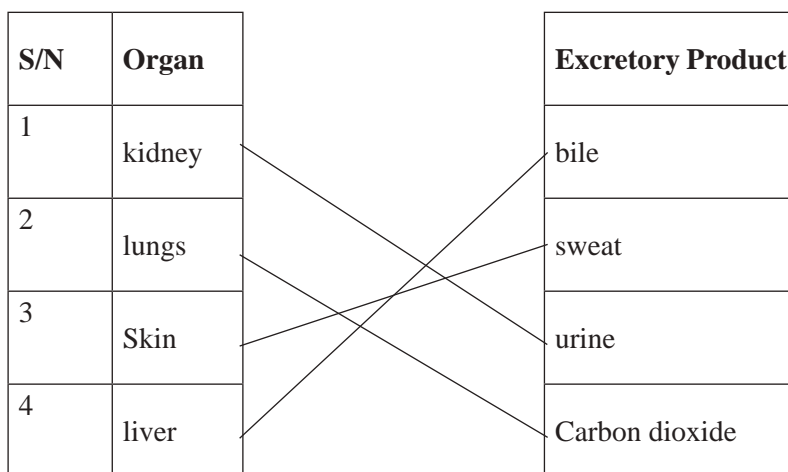 S/N Organ Excretory Product
1 kidney bile
2 lungs sweat
3 Skin urine
4 liver Carbon dioxide